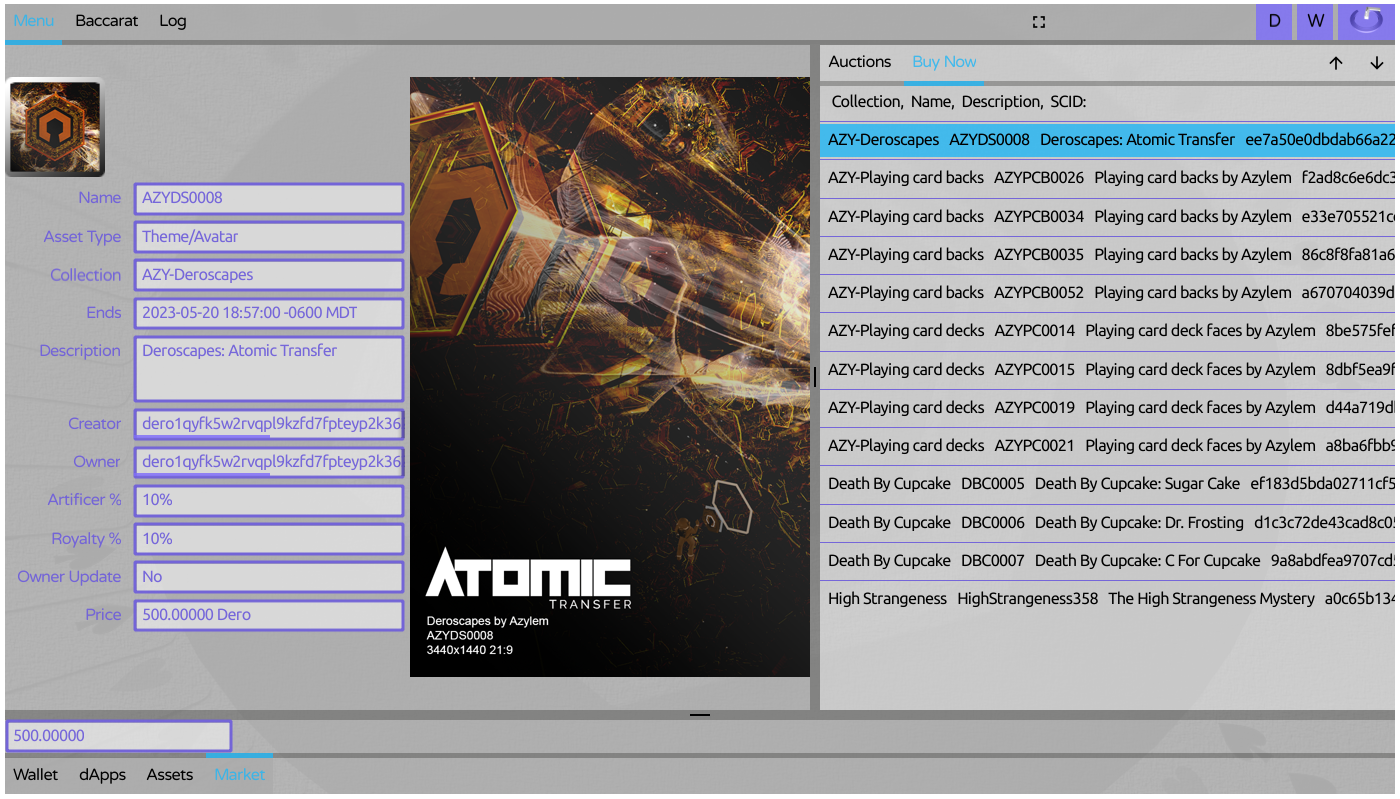 Menu Baccarat Log D W
Name AZYDS0008
Asset Type Theme/Avatar
Collection AZY-Deroscapes
Ends 2023-05-20 18:57:00 -0600 MDT
Description Deroscapes: Atomic Transfer
Creator dero1qyfk5w2rvqpl9kzfd7fpteyp2k36
Owner dero1qyfk5w2rvqpl9kzfd7fpteyp2k36
Artificer % 10%
Royalty % 10%
Owner Update No
Price 500.00000 Dero
ATOMIC
TRANSFER
Deroscapes by Azylem
AZYDS0008
3440x1440 21:9
Auctions Buy Now
Collection, Name, Description, SCID:
AZY-Deroscapes AZYDS0008 Deroscapes: Atomic Transfer ee7a50e0dbdab66a22
AZY-Playing card backs AZYPCB0026 Playing card backs by Azylem f2ad8c6e6dc3
AZY-Playing card backs AZYPCB0034 Playing card backs by Azylem e33e705521c
AZY-Playing card backs AZYPCB0035 Playing card backs by Azylem 86c8f8fa81a6
AZY-Playing card backs AZYPCB0052 Playing card backs by Azylem a670704039d
AZY-Playing card decks AZYPC0014 Playing card deck faces by Azylem 8be575fef
AZY-Playing card decks AZYPC0015 Playing card deck faces by Azylem 8dbf5ea9f
AZY-Playing card decks AZYPC0019 Playing card deck faces by Azylem d44a719d
AZY-Playing card decks AZYPC0021 Playing card deck faces by Azylem a8ba6fbb9
Death By Cupcake DBC0005 Death By Cupcake: Sugar Cake ef183d5bda02711cf5
Death By Cupcake DBC0006 Death By Cupcake: Dr. Frosting d1c3c72de43cad8c05
Death By Cupcake DBC0007 Death By Cupcake: C For Cupcake 9a8abdfea9707cd5
High Strangeness HighStrangeness358 The High Strangeness Mystery a0c65b134
500.00000
Wallet dApps Assets Market